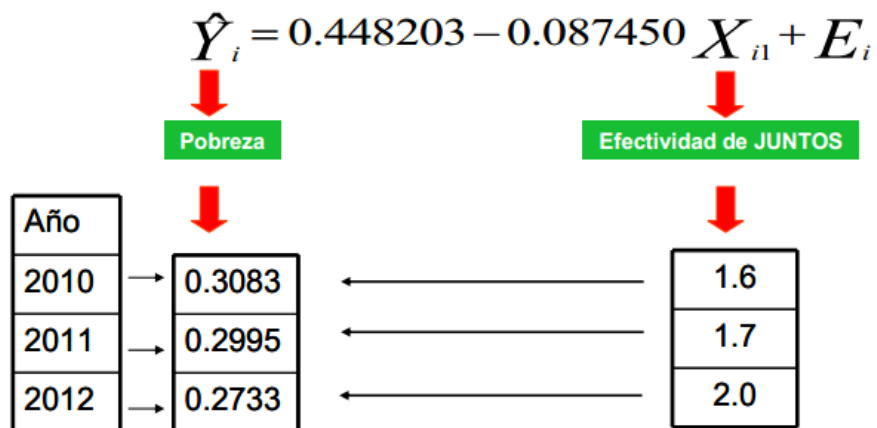 Ŷi = 0.448203 − 0.087450 Xi1 + Ei
Pobreza Efectividad de JUNTOS
Año
2010 0.3083 1.6
2011 0.2995 1.7
2012 0.2733 2.0